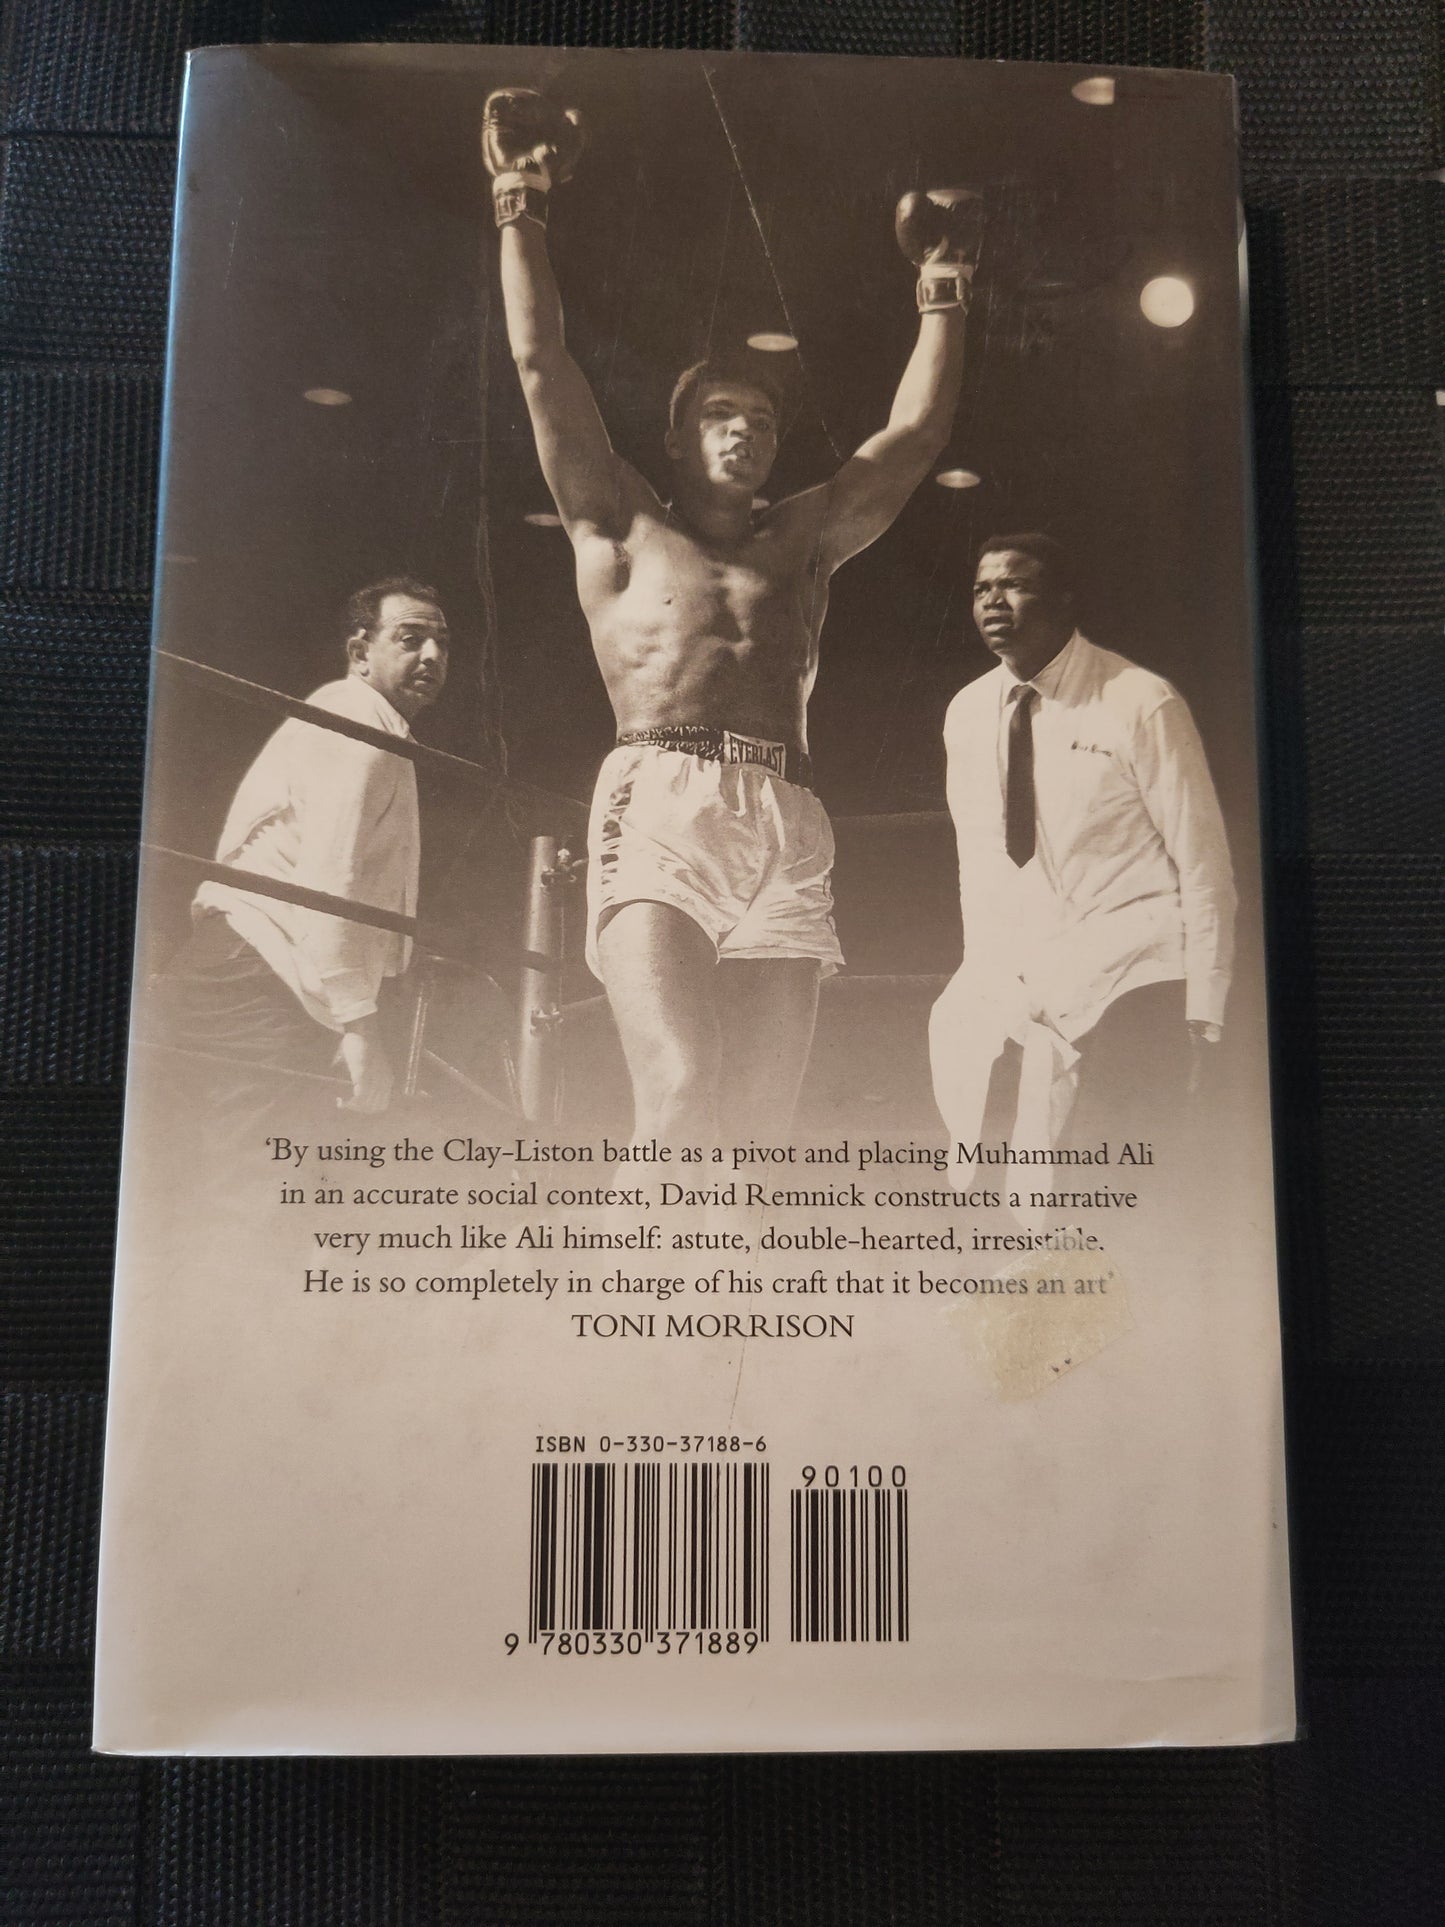 EVERLAST
‘By using the Clay-Liston battle as a pivot and placing Muhammad Ali
in an accurate social context, David Remnick constructs a narrative
very much like Ali himself: astute, double-hearted, irresistible.
He is so completely in charge of his craft that it becomes an art’
TONI MORRISON
ISBN 0-330-37188-6
90100
9 780330 371889